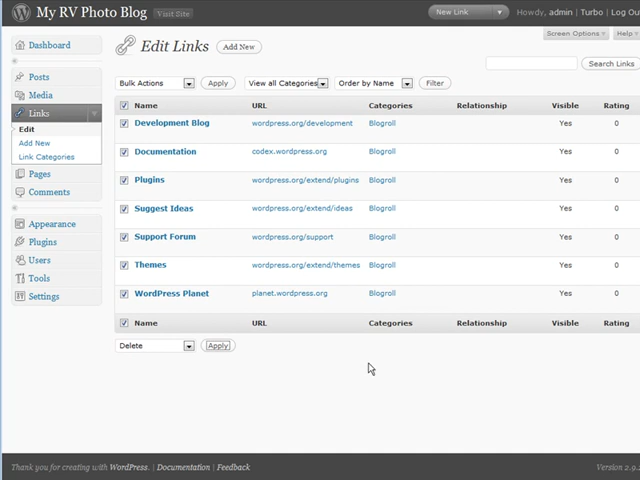 My RV Photo Blog Visit Site New Link Howdy, admin | Turbo | Log Ou
Screen Options Help
Edit Links Add New
Search Links
Dashboard
Posts
Media
Links
Edit
Add New
Link Categories
Pages
Comments
Appearance
Plugins
Users
Tools
Settings
Bulk Actions Apply View all Categories Order by Name Filter
Name URL Categories Relationship Visible Rating
Development Blog wordpress.org/development Blogroll Yes 0
Documentation codex.wordpress.org Blogroll Yes 0
Plugins wordpress.org/extend/plugins Blogroll Yes 0
Suggest Ideas wordpress.org/extend/ideas Blogroll Yes 0
Support Forum wordpress.org/support Blogroll Yes 0
Themes wordpress.org/extend/themes Blogroll Yes 0
WordPress Planet planet.wordpress.org Blogroll Yes 0
Name URL Categories Relationship Visible Rating
Delete Apply
Thank you for creating with WordPress. | Documentation | Feedback Version 2.9.